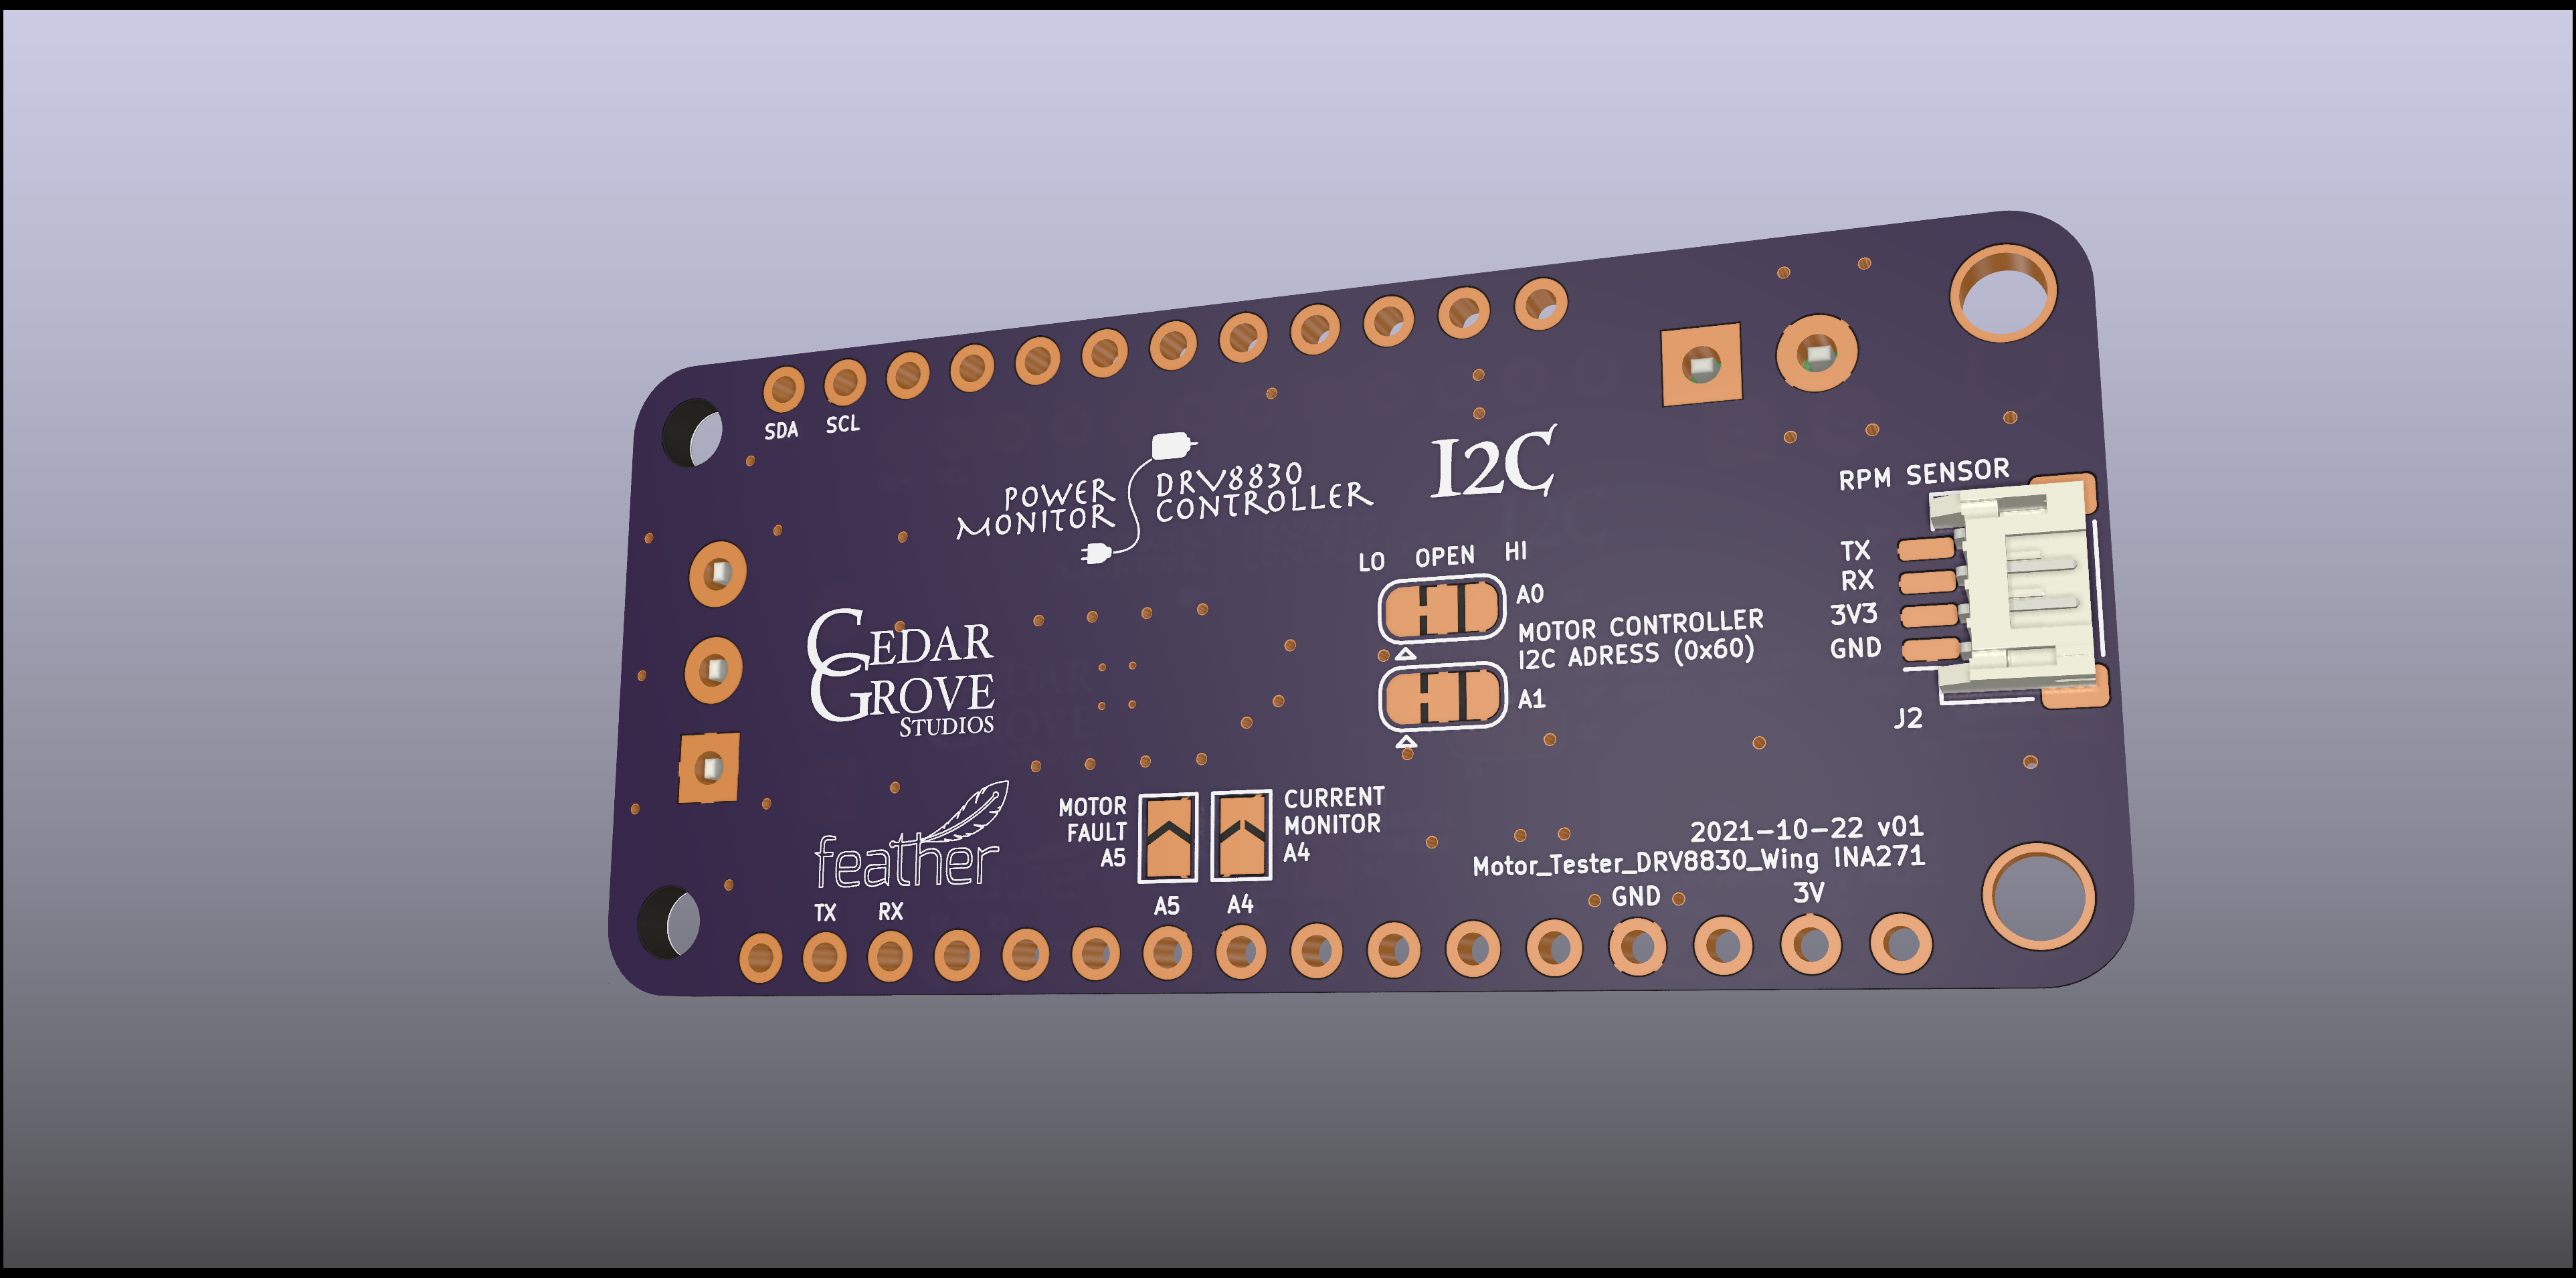 SDA SCL
POWER
MONITOR
DRV8830
CONTROLLER
I2C
RPM SENSOR
TX
RX
3V3
GND
J2
LO OPEN HI
A0
MOTOR CONTROLLER
I2C ADRESS (0x60)
A1
CEDAR
GROVE
STUDIOS
feather
MOTOR
FAULT
A5
CURRENT
MONITOR
A4
2021-10-22 v01
Motor_Tester_DRV8830_Wing INA271
TX RX A5 A4 GND 3V